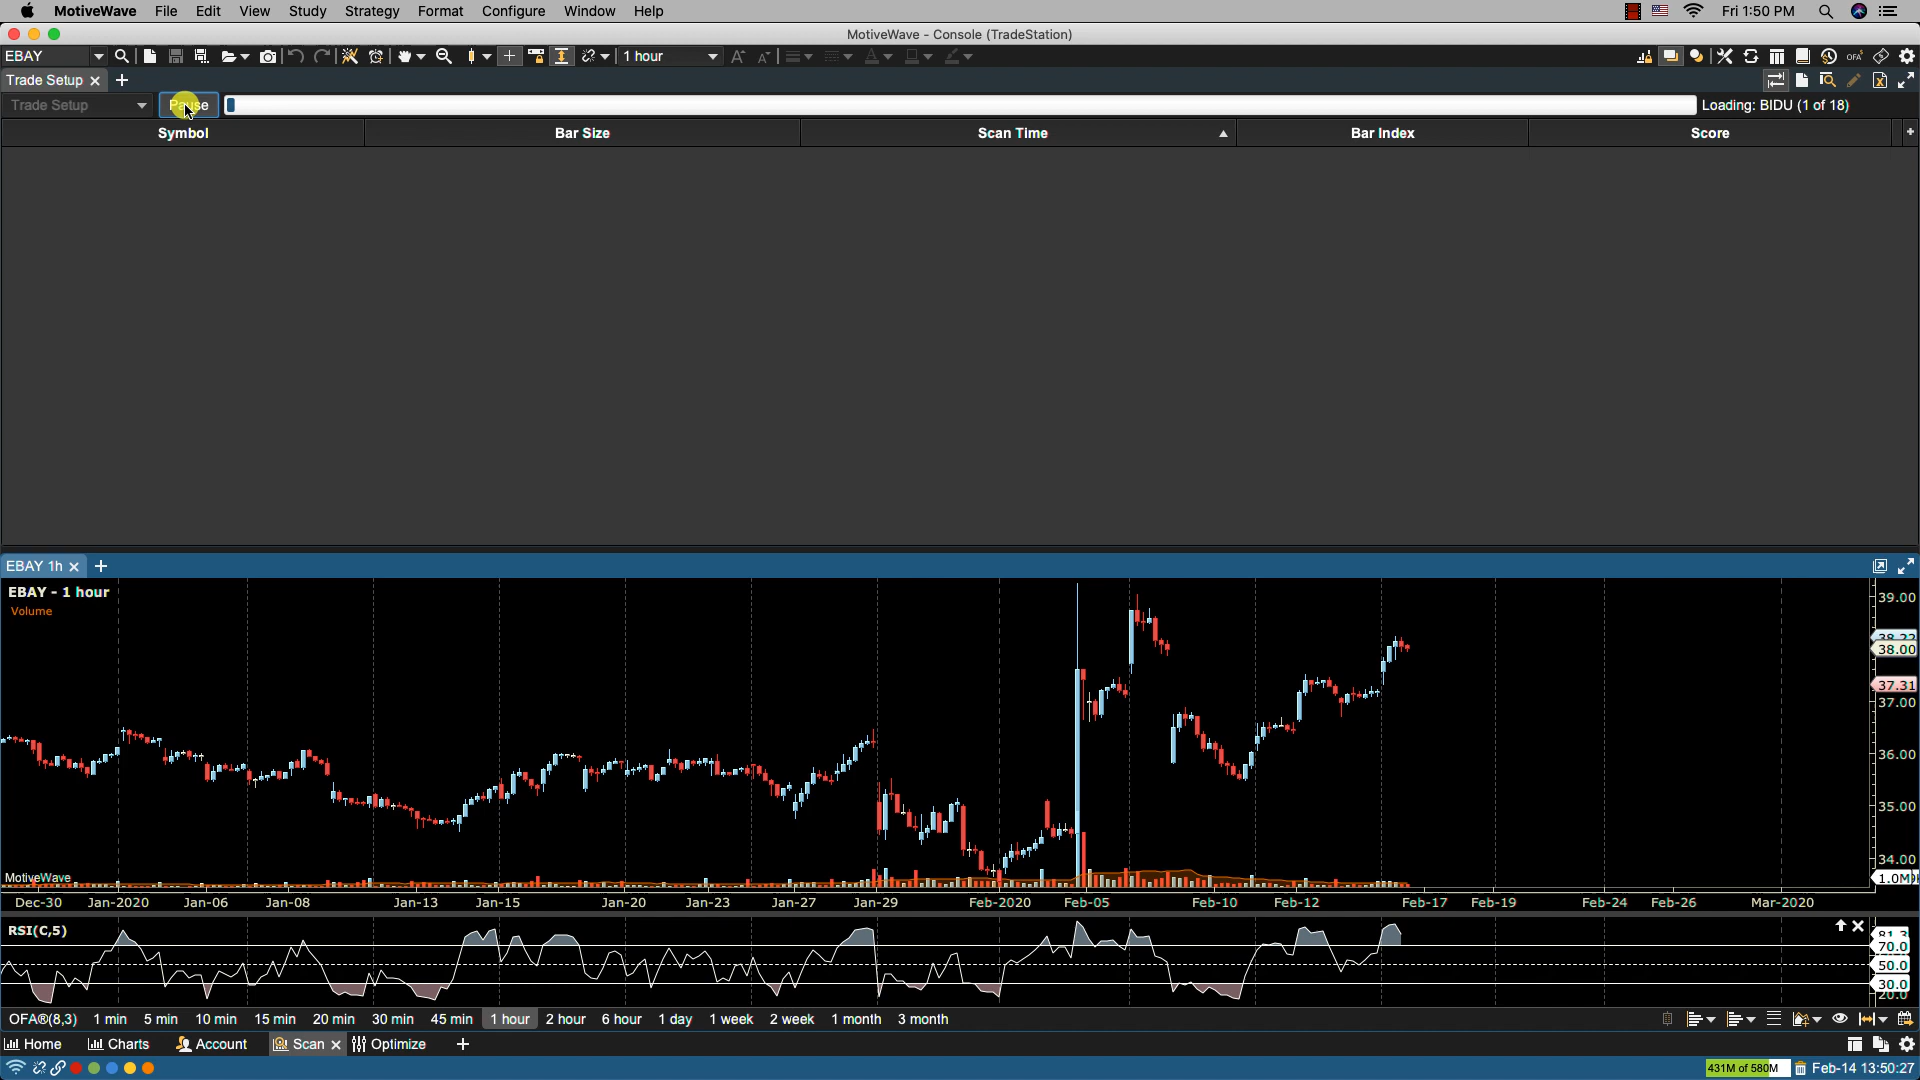 MotiveWave File Edit View Study Strategy Format Configure Window Help Fri 1:50 PM
MotiveWave - Console (TradeStation)
EBAY 1 hour
Trade Setup
Trade Setup Pause Loading: BIDU (1 of 18)
Symbol Bar Size Scan Time Bar Index Score
EBAY 1h
EBAY - 1 hour
Volume
39.00
38.22
38.00
37.31
37.00
36.00
35.00
34.00
MotiveWave
Dec-30 Jan-2020 Jan-06 Jan-08 Jan-13 Jan-15 Jan-20 Jan-23 Jan-27 Jan-29 Feb-2020 Feb-05 Feb-10 Feb-12 Feb-17 Feb-19 Feb-24 Feb-26 Mar-2020
RSI(C,5)
81.3
70.0
50.0
30.0
20.0
OFA®(8,3) 1 min 5 min 10 min 15 min 20 min 30 min 45 min 1 hour 2 hour 6 hour 1 day 1 week 2 week 1 month 3 month
Home Charts Account Scan Optimize
431M of 580M Feb-14 13:50:27